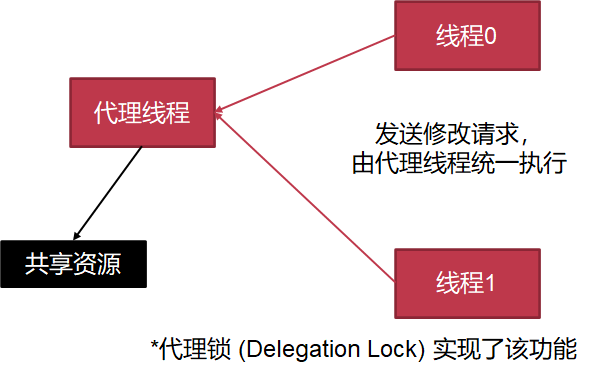 线程0
代理线程
发送修改请求，
由代理线程统一执行
共享资源
线程1
*代理锁 (Delegation Lock) 实现了该功能